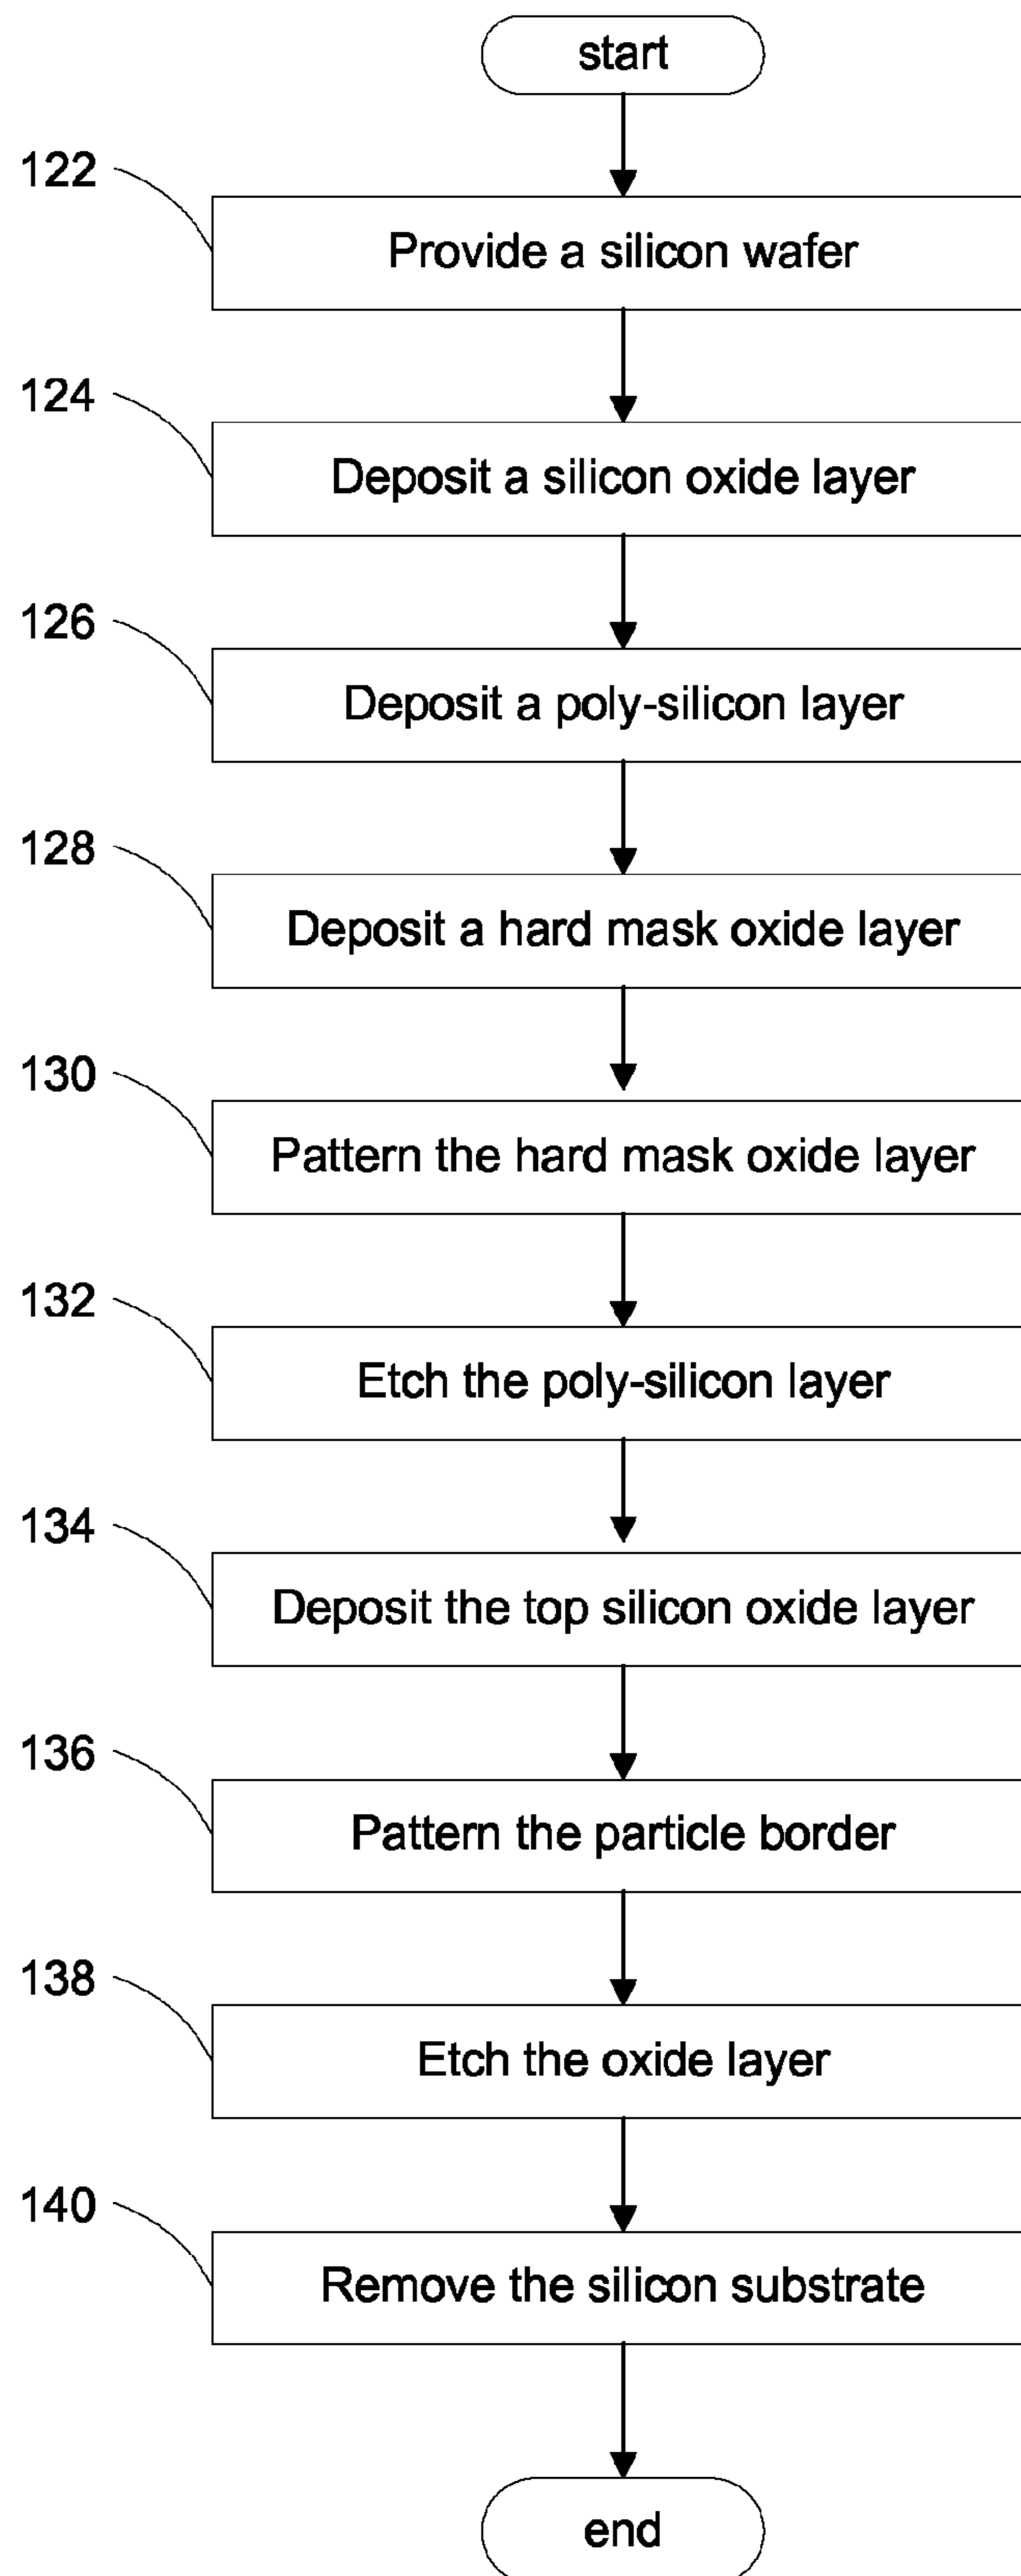 start
122
Provide a silicon wafer
124
Deposit a silicon oxide layer
126
Deposit a poly-silicon layer
128
Deposit a hard mask oxide layer
130
Pattern the hard mask oxide layer
132
Etch the poly-silicon layer
134
Deposit the top silicon oxide layer
136
Pattern the particle border
138
Etch the oxide layer
140
Remove the silicon substrate
end